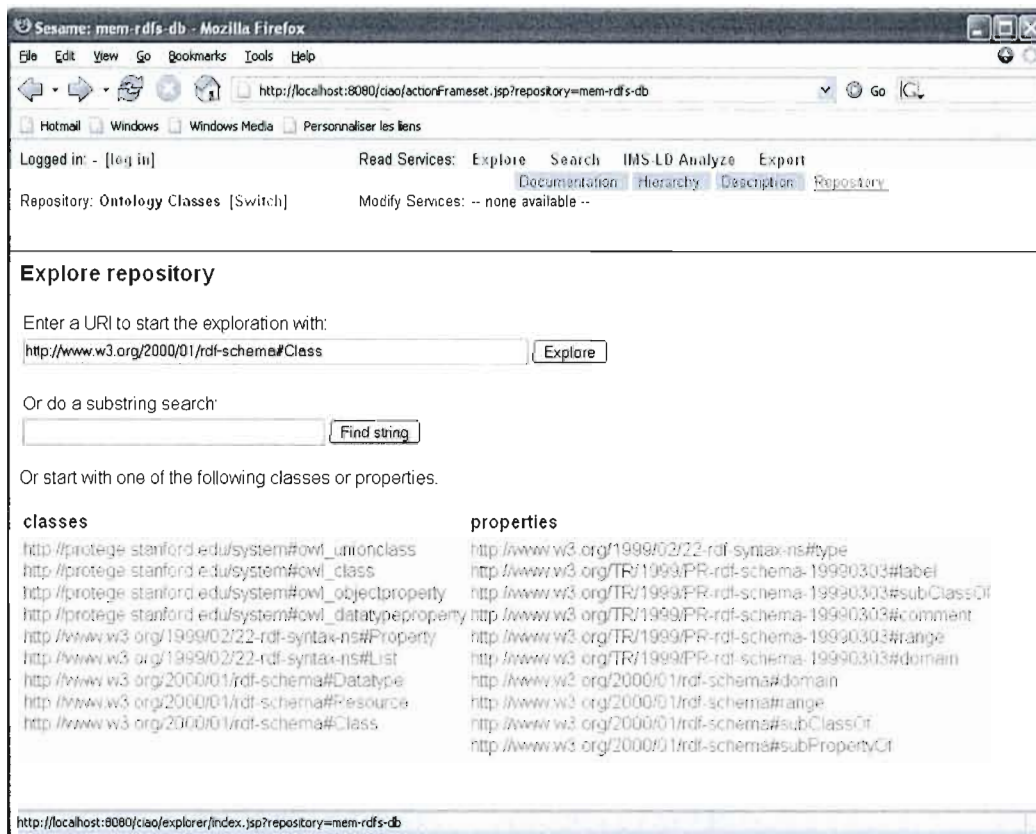 Sesame: mem-rdfs-db - Mozilla Firefox
File Edit View Go Bookmarks Tools Help
http://localhost:8080/ciao/actionFrameset.jsp?repository=mem-rdfs-db Go
Hotmail Windows Windows Media Personnaliser les liens
Logged in: - [log in] Read Services: Explore Search IMS-LD Analyze Export
Documentation Hierarchy Description Repository
Repository: Ontology Classes [Switch] Modify Services: -- none available --
Explore repository
Enter a URI to start the exploration with:
http://www.w3.org/2000/01/rdf-schema#Class Explore
Or do a substring search:
Find string
Or start with one of the following classes or properties.
classes properties
http://protege.stanford.edu/system#owl_unionclass http://www.w3.org/1999/02/22-rdf-syntax-ns#type
http://protege.stanford.edu/system#owl_class http://www.w3.org/TR/1999/PR-rdf-schema-19990303#label
http://protege.stanford.edu/system#owl_objectproperty http://www.w3.org/TR/1999/PR-rdf-schema-19990303#subClassOf
http://protege.stanford.edu/system#owl_datatypeproperty http://www.w3.org/TR/1999/PR-rdf-schema-19990303#comment
http://www.w3.org/1999/02/22-rdf-syntax-ns#Property http://www.w3.org/TR/1999/PR-rdf-schema-19990303#range
http://www.w3.org/1999/02/22-rdf-syntax-ns#List http://www.w3.org/TR/1999/PR-rdf-schema-19990303#domain
http://www.w3.org/2000/01/rdf-schema#Datatype http://www.w3.org/2000/01/rdf-schema#domain
http://www.w3.org/2000/01/rdf-schema#Resource http://www.w3.org/2000/01/rdf-schema#range
http://www.w3.org/2000/01/rdf-schema#Class http://www.w3.org/2000/01/rdf-schema#subClassOf
http://www.w3.org/2000/01/rdf-schema#subPropertyOf
http://localhost:8080/ciao/explorer/index.jsp?repository=mem-rdfs-db